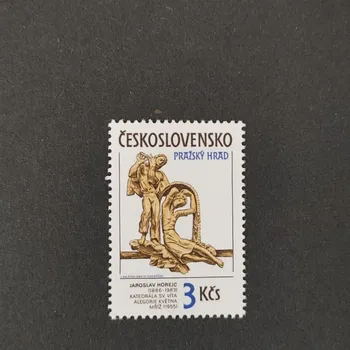 ČESKOSLOVENSKO
PRAŽSKÝ HRAD
JAROSLAV HOREJC
(1886-1983)
KATEDRÁLA SV. VÍTA
ALEGORIE KVĚTNA
MŘÍŽ (1955)
3 Kčs